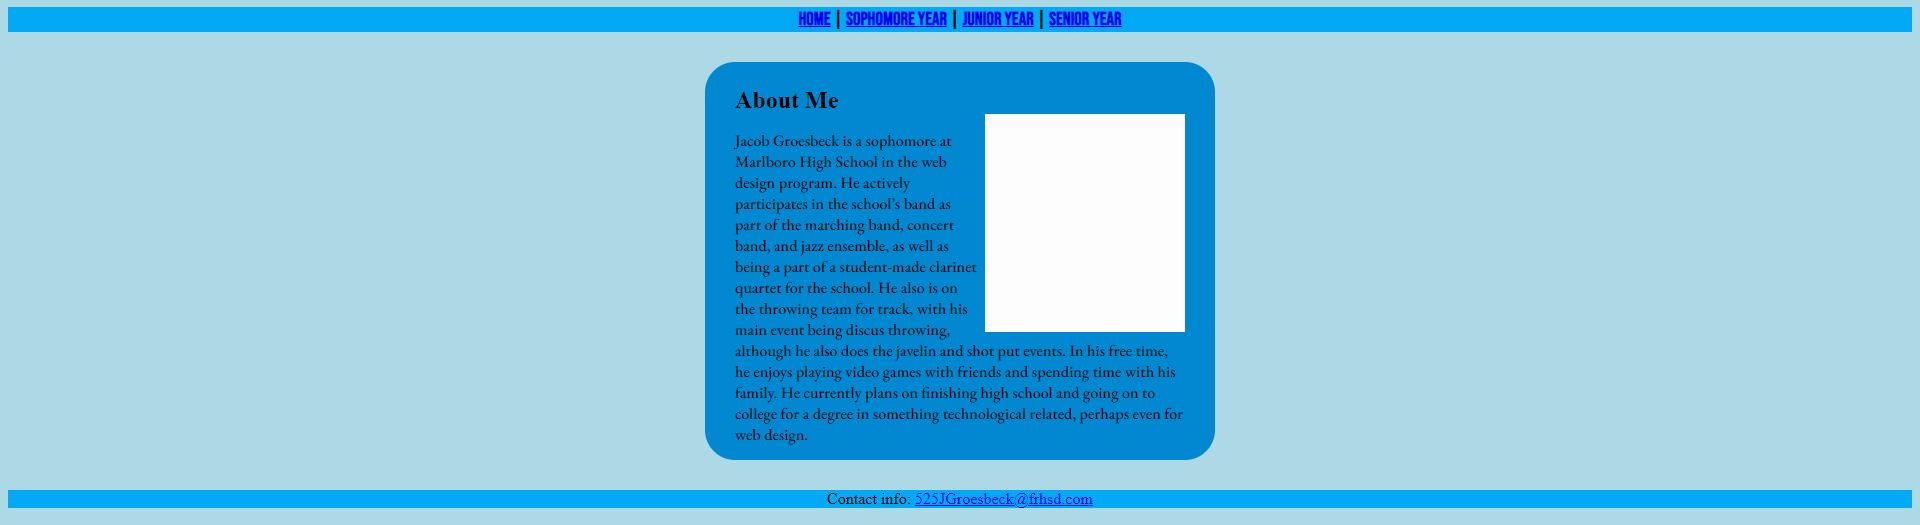 HOME | SOPHOMORE YEAR | JUNIOR YEAR | SENIOR YEAR
About Me
Jacob Groesbeck is a sophomore at
Marlboro High School in the web
design program. He actively
participates in the school’s band as
part of the marching band, concert
band, and jazz ensemble, as well as
being a part of a student-made clarinet
quartet for the school. He also is on
the throwing team for track, with his
main event being discus throwing,
although he also does the javelin and shot put events. In his free time,
he enjoys playing video games with friends and spending time with his
family. He currently plans on finishing high school and going on to
college for a degree in something technological related, perhaps even for
web design.
Contact info: 525JGroesbeck@frhsd.com